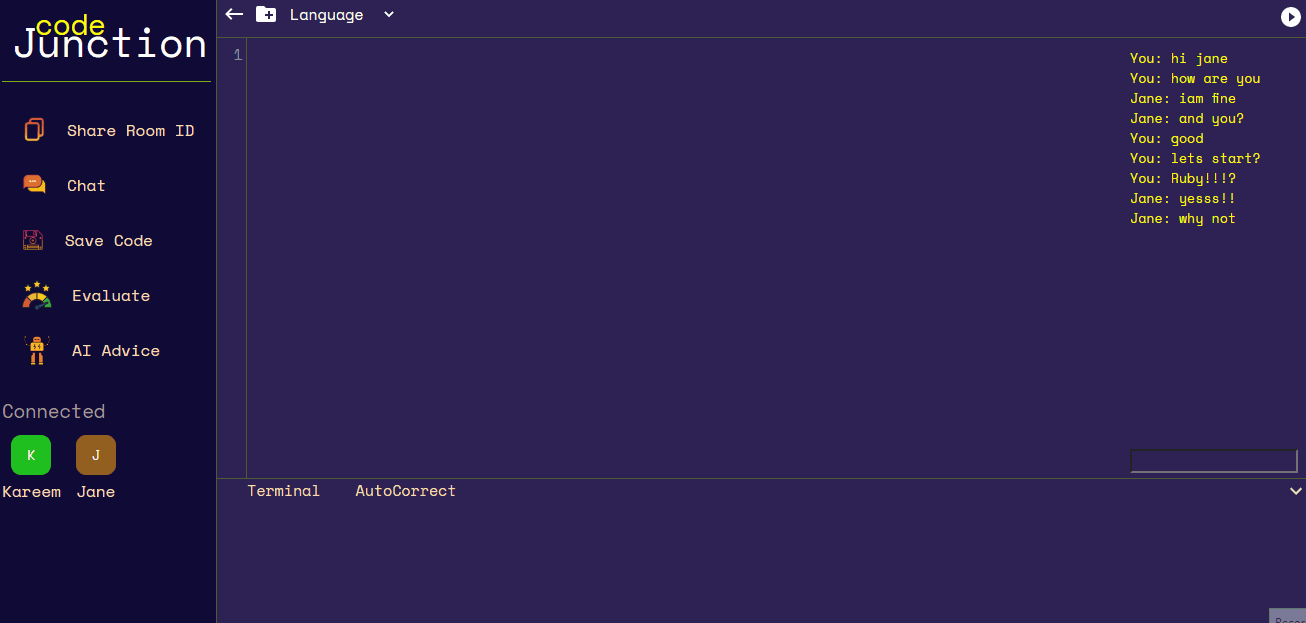 code
Junction
Share Room ID
Chat
Save Code
Evaluate
AI Advice
Connected
K
J
Kareem Jane
Language
1
You: hi jane
You: how are you
Jane: iam fine
Jane: and you?
You: good
You: lets start?
You: Ruby!!!?
Jane: yesss!!
Jane: why not
Terminal AutoCorrect